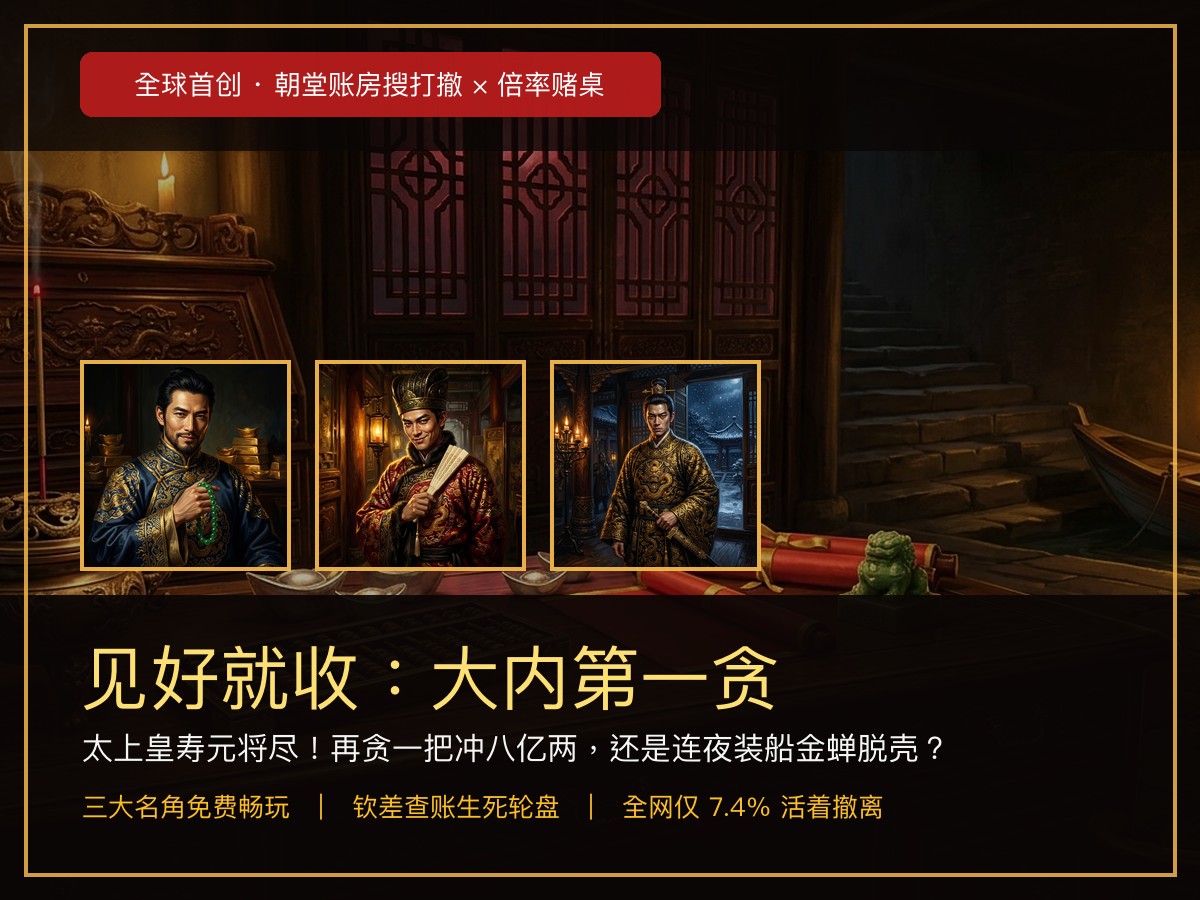 全球首创 · 朝堂账房搜打撤 × 倍率赌桌
见好就收：大内第一贪
太上皇寿元将尽！再贪一把冲八亿两，还是连夜装船金蝉脱壳？
三大名角免费畅玩 ｜ 钦差查账生死轮盘 ｜ 全网仅 7.4% 活着撤离